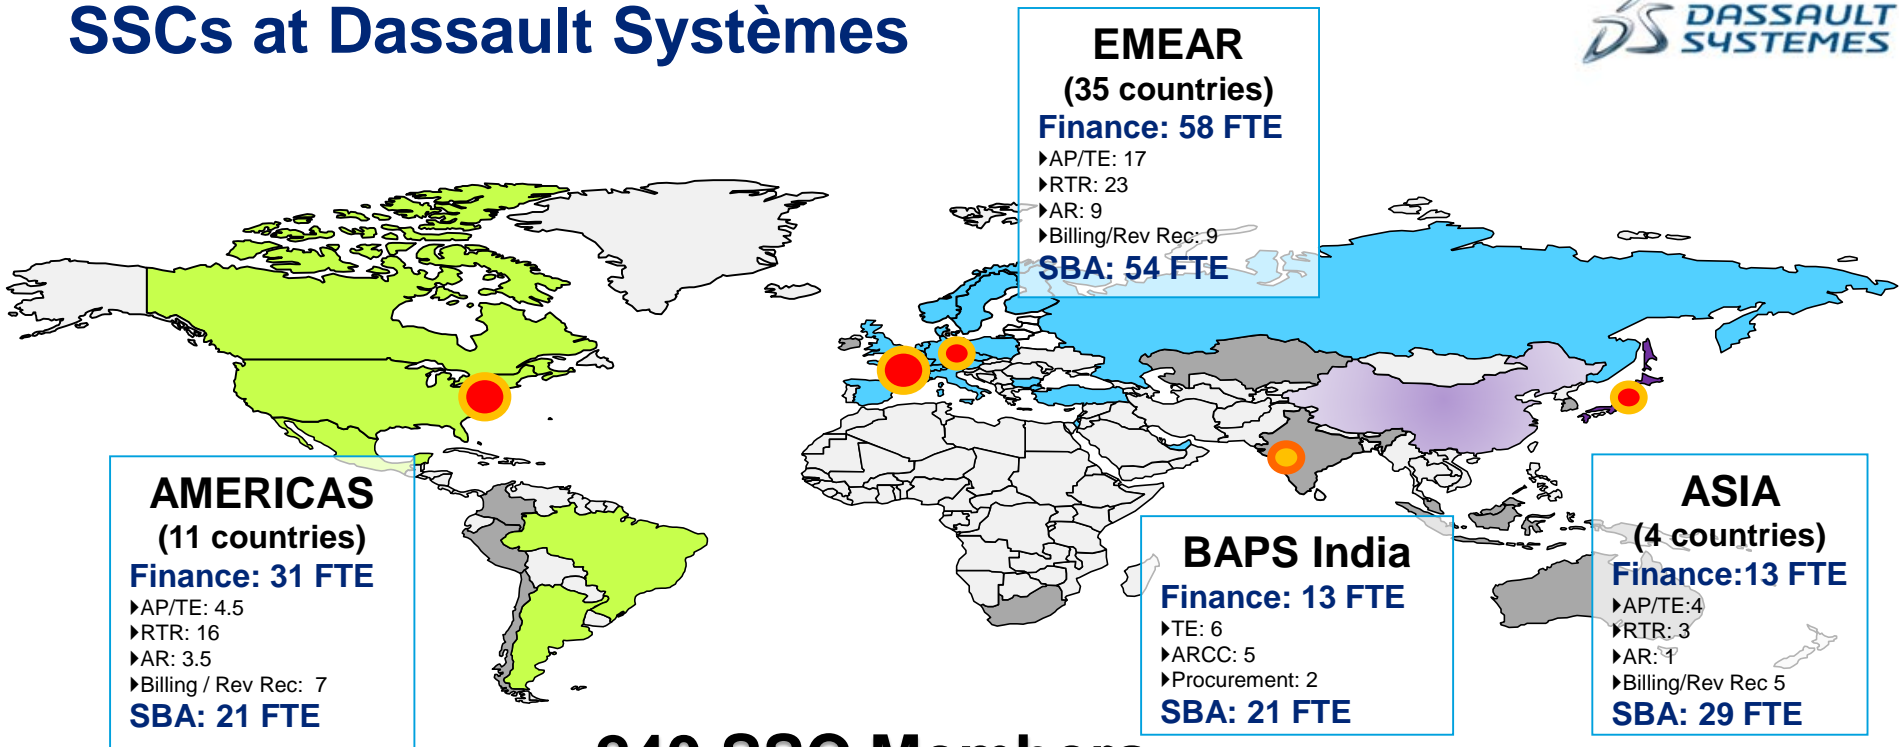 SSCs at Dassault Systèmes
DASSAULT
SYSTEMES
EMEAR
(35 countries)
Finance: 58 FTE
AP/TE: 17
RTR: 23
AR: 9
Billing/Rev Rec: 9
SBA: 54 FTE
AMERICAS
(11 countries)
Finance: 31 FTE
AP/TE: 4.5
RTR: 16
AR: 3.5
Billing / Rev Rec: 7
SBA: 21 FTE
BAPS India
Finance: 13 FTE
TE: 6
ARCC: 5
Procurement: 2
SBA: 21 FTE
ASIA
(4 countries)
Finance:13 FTE
AP/TE:4
RTR: 3
AR: 1
Billing/Rev Rec 5
SBA: 29 FTE
SSC Members